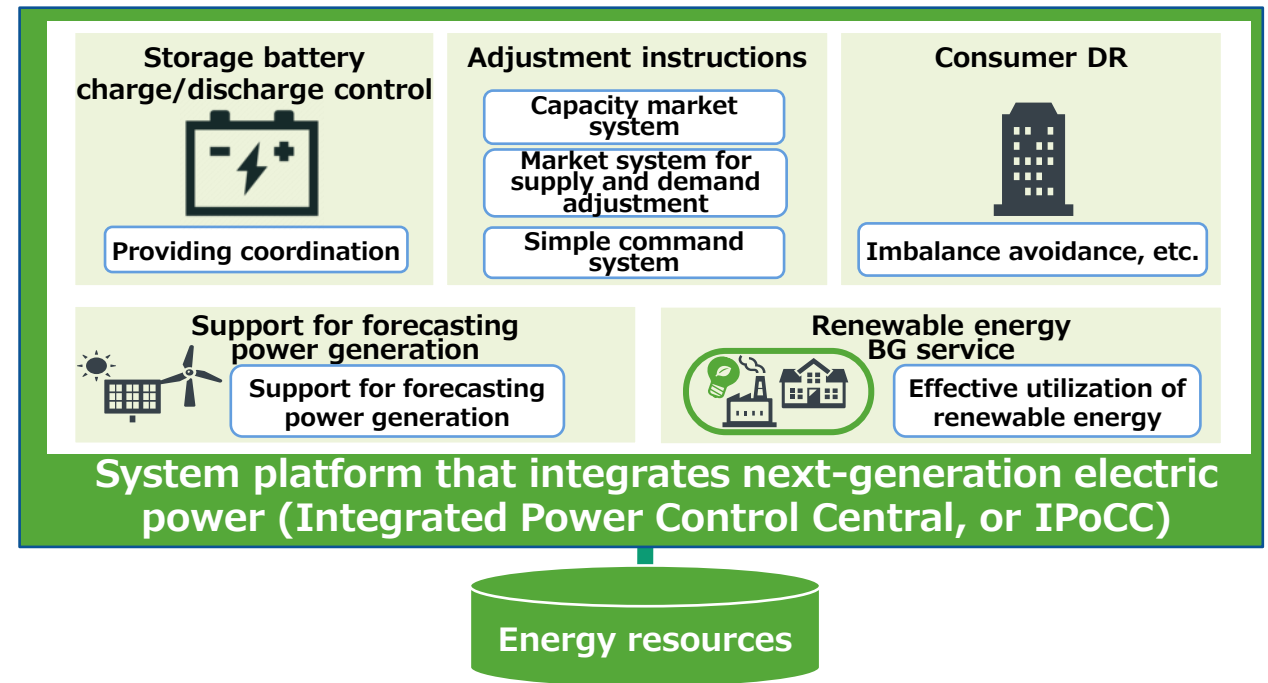 Storage battery
charge/discharge control
Providing coordination
Adjustment instructions
Capacity market
system
Market system for
supply and demand
adjustment
Simple command
system
Consumer DR
Imbalance avoidance, etc.
Support for forecasting
power generation
Support for forecasting
power generation
Renewable energy
BG service
Effective utilization of
renewable energy
System platform that integrates next-generation electric
power (Integrated Power Control Central, or IPoCC)
Energy resources